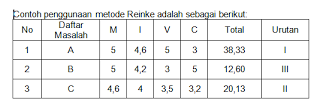 Contoh penggunaan metode Reinke adalah sebagai berikut:
No Daftar Masalah M I V C Total Urutan
1 A 5 4,6 5 3 38,33 I
2 B 5 4,2 3 5 12,60 III
3 C 4,6 4 3,5 3,2 20,13 II